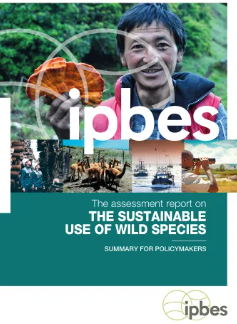 ipbes
The assessment report on
THE SUSTAINABLE
USE OF WILD SPECIES
SUMMARY FOR POLICYMAKERS
ipbes